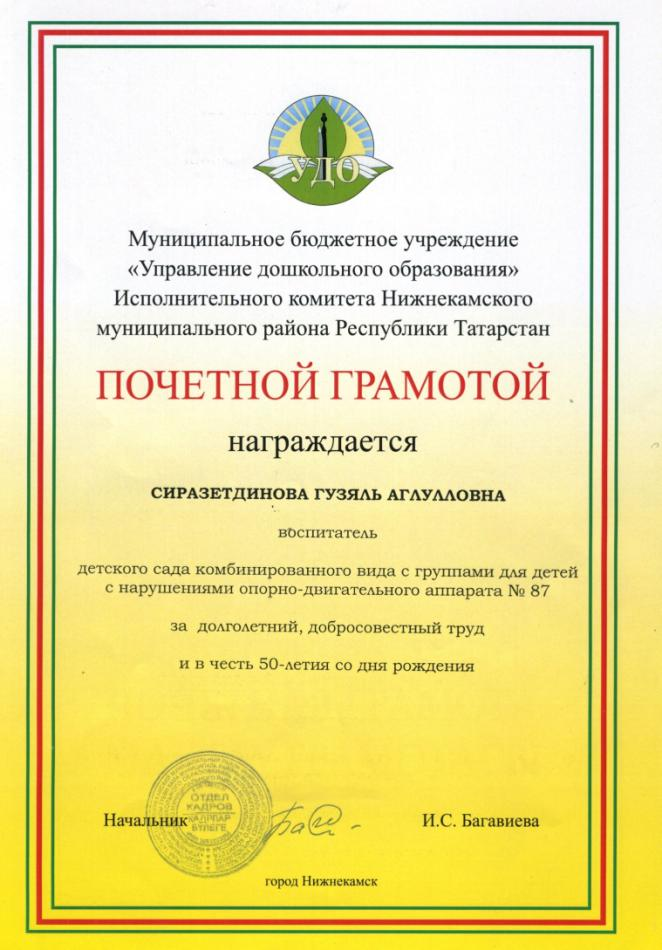 УДО
Муниципальное бюджетное учреждение
«Управление дошкольного образования»
Исполнительного комитета Нижнекамского
муниципального района Республики Татарстан
ПОЧЕТНОЙ ГРАМОТОЙ
награждается
СИРАЗЕТДИНОВА ГУЗЯЛЬ АГЛУЛЛОВНА
воспитатель
детского сада комбинированного вида с группами для детей
с нарушениями опорно-двигательного аппарата № 87
за долголетний, добросовестный труд
и в честь 50-летия со дня рождения
ОТДЕЛ
КАДРОВ
КАДРЛАР
БҮЛЕГЕ
Начальник И.С. Багавиева
город Нижнекамск